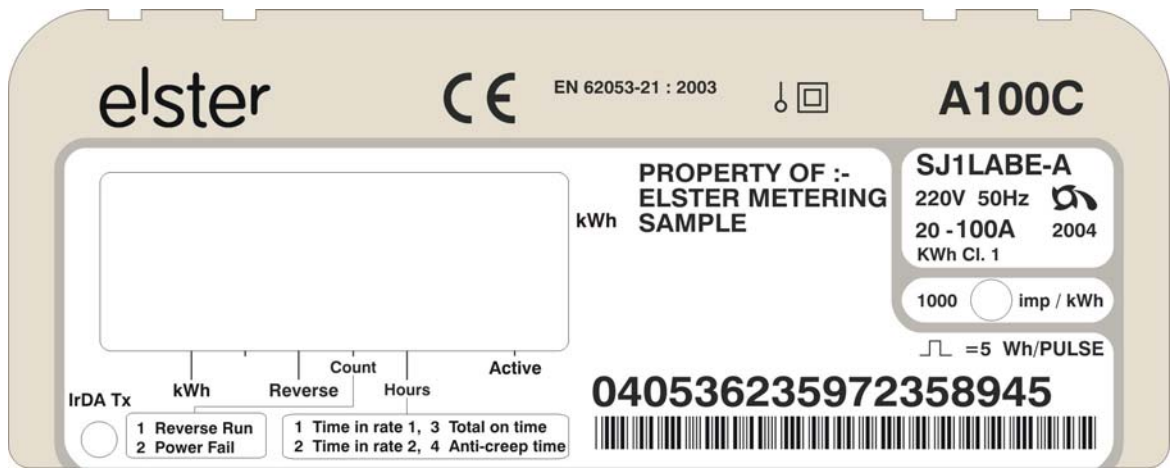 elster
CE
EN 62053-21 : 2003
A100C
PROPERTY OF :-
ELSTER METERING
SAMPLE
kWh
SJ1LABE-A
220V 50Hz
20 -100A 2004
KWh Cl. 1
1000 imp / kWh
=5 Wh/PULSE
kWh Reverse Count Hours Active
IrDA Tx
1 Reverse Run
2 Power Fail
1 Time in rate 1, 3 Total on time
2 Time in rate 2, 4 Anti-creep time
040536235972358945